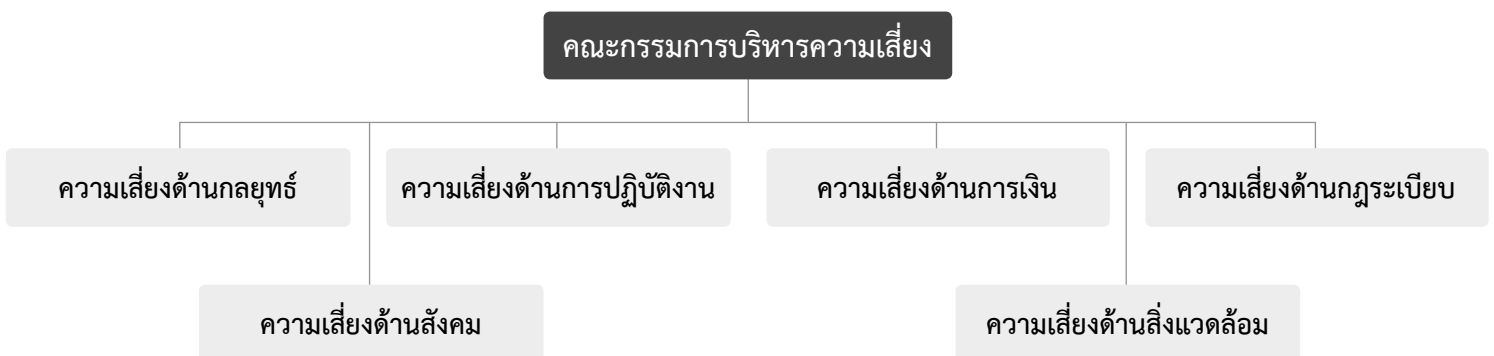 คณะกรรมการบริหารความเสี่ยง
ความเสี่ยงด้านกลยุทธ์
ความเสี่ยงด้านการปฏิบัติงาน
ความเสี่ยงด้านการเงิน
ความเสี่ยงด้านกฎระเบียบ
ความเสี่ยงด้านสังคม
ความเสี่ยงด้านสิ่งแวดล้อม